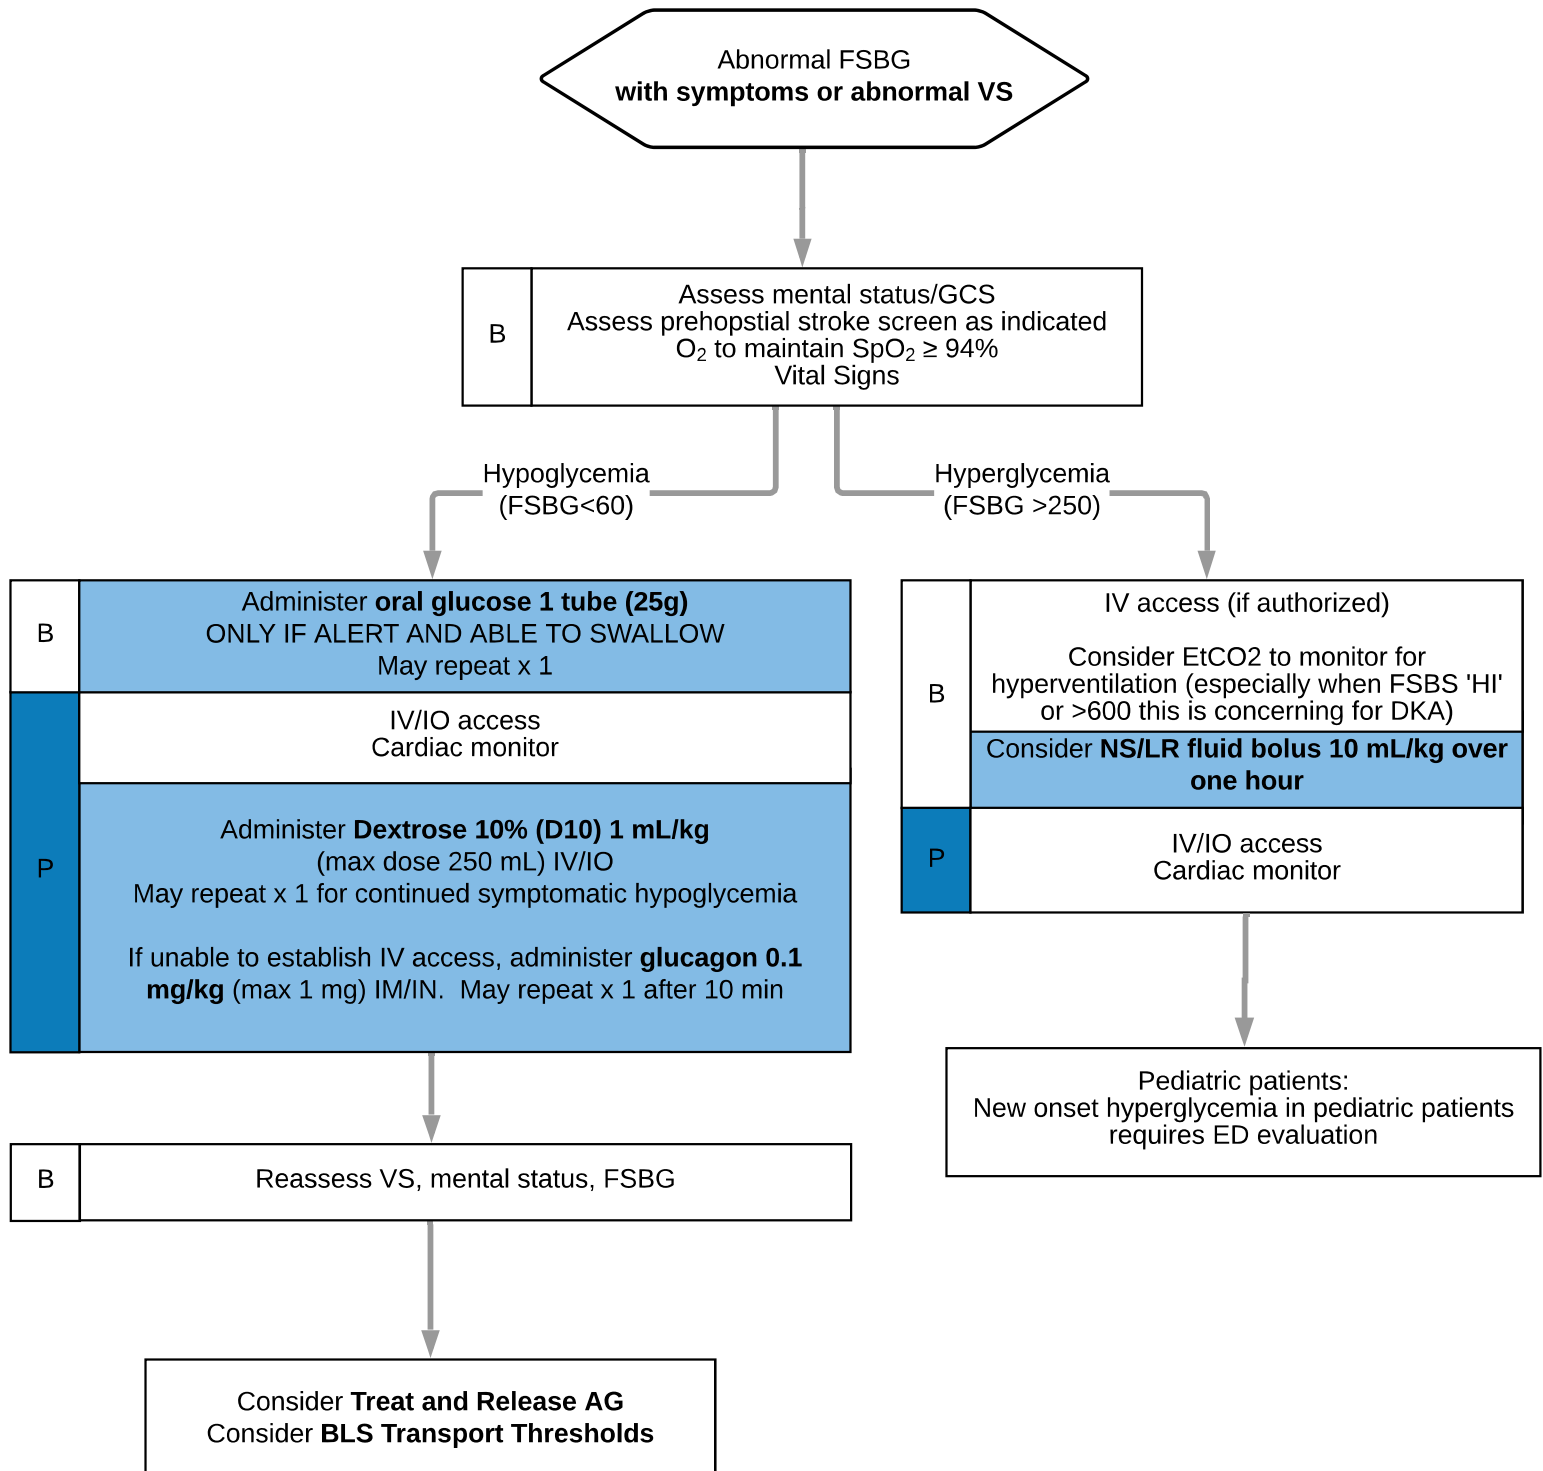 Abnormal FSBG
with symptoms or abnormal VS
B
Assess mental status/GCS
Assess prehopstial stroke screen as indicated
O₂ to maintain SpO₂ ≥ 94%
Vital Signs
Hypoglycemia
(FSBG<60)
Hyperglycemia
(FSBG >250)
B
Administer oral glucose 1 tube (25g)
ONLY IF ALERT AND ABLE TO SWALLOW
May repeat x 1
P
IV/IO access
Cardiac monitor
Administer Dextrose 10% (D10) 1 mL/kg
(max dose 250 mL) IV/IO
May repeat x 1 for continued symptomatic hypoglycemia
If unable to establish IV access, administer glucagon 0.1
mg/kg (max 1 mg) IM/IN.  May repeat x 1 after 10 min
B
IV access (if authorized)
Consider EtCO2 to monitor for
hyperventilation (especially when FSBS 'HI'
or >600 this is concerning for DKA)
Consider NS/LR fluid bolus 10 mL/kg over
one hour
P
IV/IO access
Cardiac monitor
Pediatric patients:
New onset hyperglycemia in pediatric patients
requires ED evaluation
B
Reassess VS, mental status, FSBG
Consider Treat and Release AG
Consider BLS Transport Thresholds